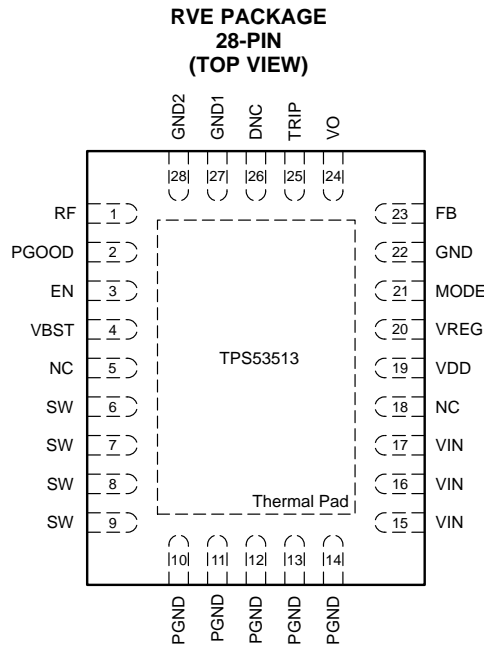 RVE PACKAGE
28-PIN
(TOP VIEW)
GND2
GND1
DNC
TRIP
VO
28
27
26
25
24
RF 1
PGOOD 2
EN 3
VBST 4
NC 5
SW 6
SW 7
SW 8
SW 9
TPS53513
Thermal Pad
23 FB
22 GND
21 MODE
20 VREG
19 VDD
18 NC
17 VIN
16 VIN
15 VIN
10
11
12
13
14
PGND
PGND
PGND
PGND
PGND